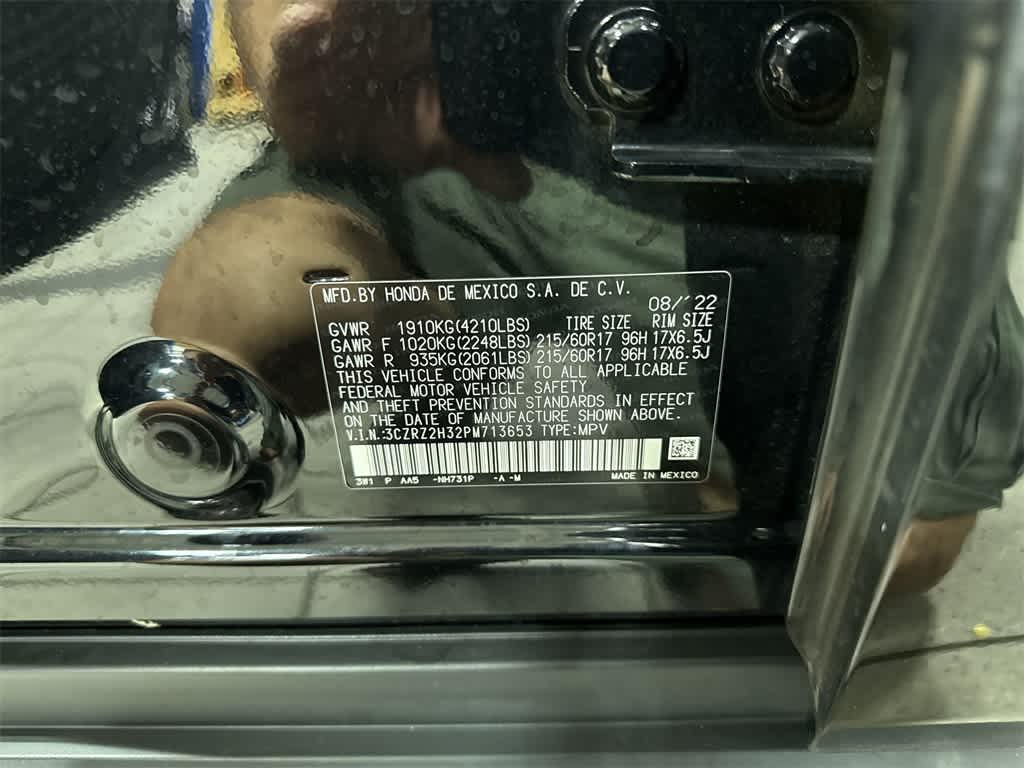 MFD.BY HONDA DE MEXICO S.A. DE C.V.
08/'22
GVWR 1910KG(4210LBS) TIRE SIZE RIM SIZE
GAWR F 1020KG(2248LBS) 215/60R17 96H 17X6.5J
GAWR R 935KG(2061LBS) 215/60R17 96H 17X6.5J
THIS VEHICLE CONFORMS TO ALL APPLICABLE
FEDERAL MOTOR VEHICLE SAFETY
AND THEFT PREVENTION STANDARDS IN EFFECT
ON THE DATE OF MANUFACTURE SHOWN ABOVE.
V.I.N.:3CZRZ2H32PM713653 TYPE:MPV
3W1 P AA5 -NH731P -A -M MADE IN MEXICO